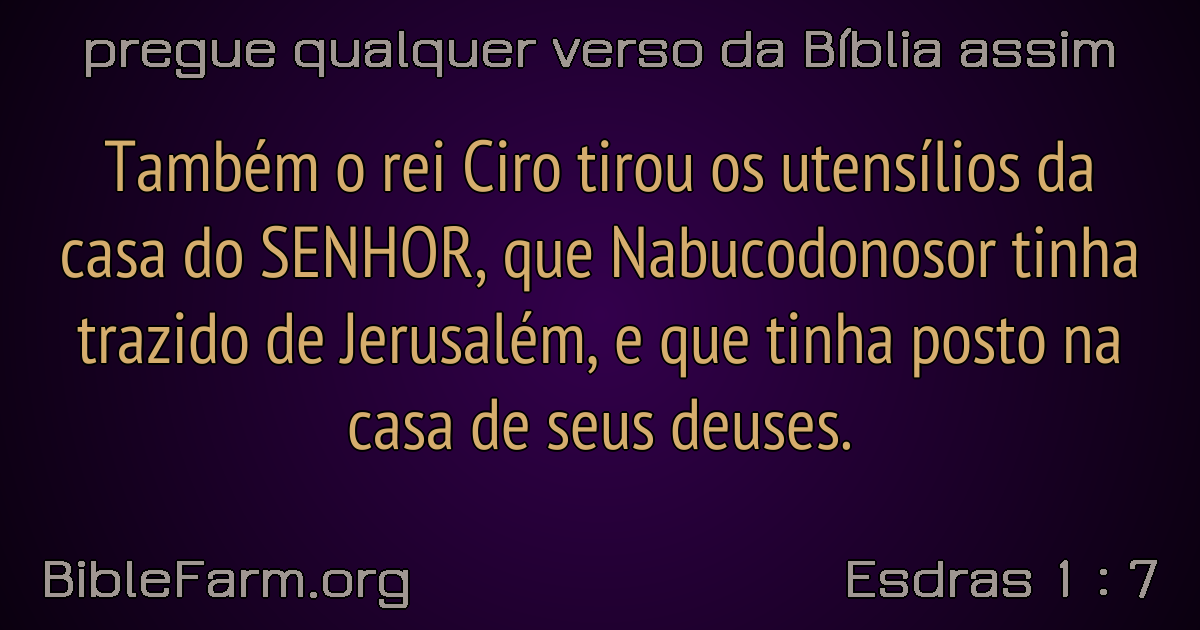 pregue qualquer verso da Bíblia assim
Também o rei Ciro tirou os utensílios da
casa do SENHOR, que Nabucodonosor tinha
trazido de Jerusalém, e que tinha posto na
casa de seus deuses.
BibleFarm.org
Esdras 1 : 7